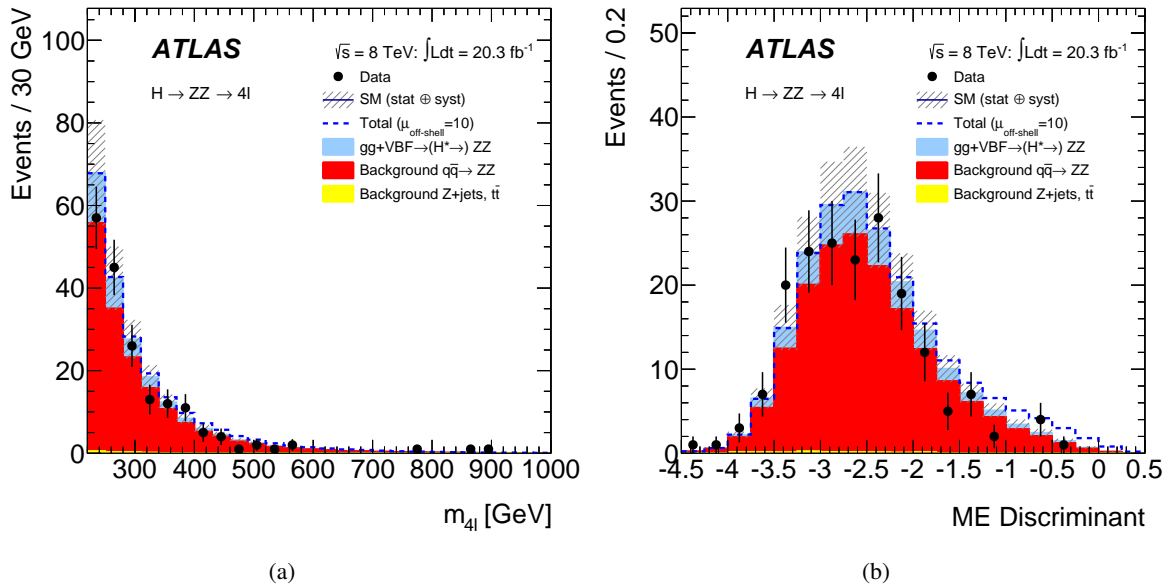 Events / 30 GeV
100
80
60
40
20
0
ATLAS
√s = 8 TeV: ∫Ldt = 20.3 fb⁻¹
H → ZZ → 4l
Data
SM (stat ⊕ syst)
Total (μoff-shell=10)
gg+VBF→(H*→) ZZ
Background qq̄→ ZZ
Background Z+jets, tt̄
300 400 500 600 700 800 900 1000
m4l [GeV]
(a)
Events / 0.2
50
40
30
20
10
0
ATLAS
√s = 8 TeV: ∫Ldt = 20.3 fb⁻¹
H → ZZ → 4l
Data
SM (stat ⊕ syst)
Total (μoff-shell=10)
gg+VBF→(H*→) ZZ
Background qq̄→ ZZ
Background Z+jets, tt̄
-4.5 -4 -3.5 -3 -2.5 -2 -1.5 -1 -0.5 0 0.5
ME Discriminant
(b)